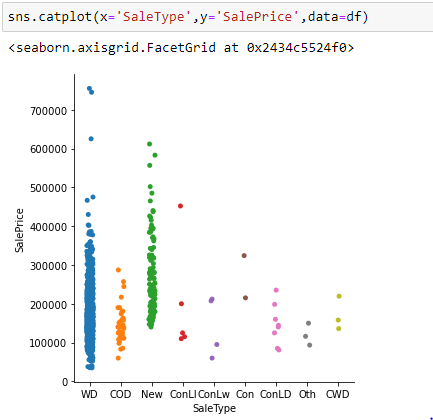 sns.catplot(x='SaleType',y='SalePrice',data=df)
<seaborn.axisgrid.FacetGrid at 0x2434c5524f0>
700000
600000
500000
400000
300000
200000
100000
0
SalePrice
WD COD New ConLI ConLw Con ConLD Oth CWD
SaleType